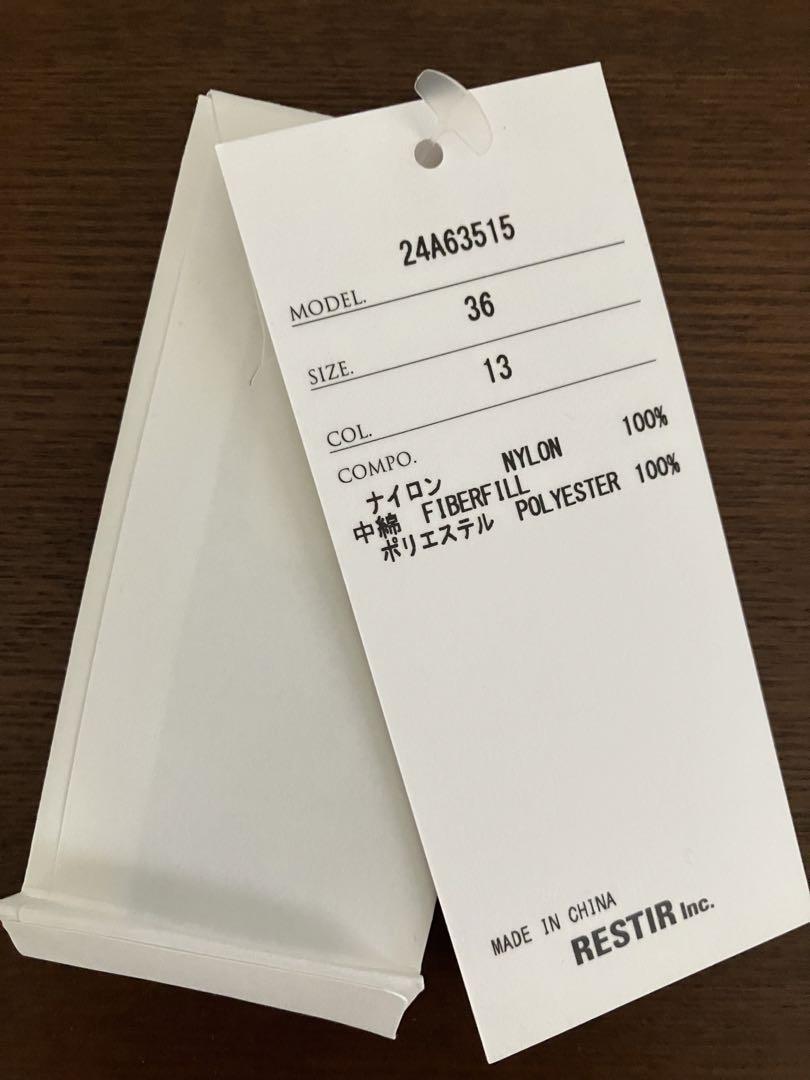 24A63515
MODEL.
36
SIZE.
13
COL.
COMPO.
ナイロン NYLON 100%
中綿 FIBERFILL
ポリエステル POLYESTER 100%
MADE IN CHINA
RESTIR Inc.